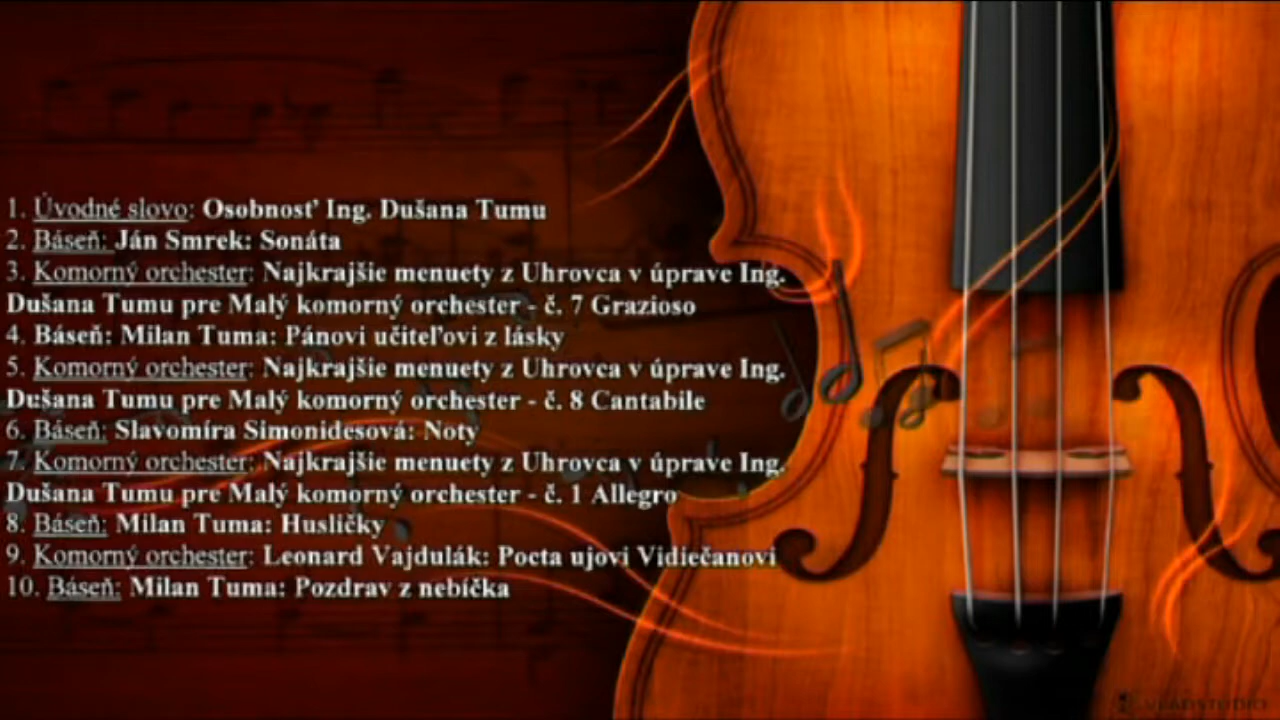 1. Úvodné slovo: Osobnosť Ing. Dušana Tumu
2. Báseň: Ján Smrek: Sonáta
3. Komorný orchester: Najkrajšie menuety z Uhrovca v úprave Ing.
Dušana Tumu pre Malý komorný orchester - č. 7 Grazioso
4. Báseň: Milan Tuma: Pánovi učiteľovi z lásky
5. Komorný orchester: Najkrajšie menuety z Uhrovca v úprave Ing.
Dušana Tumu pre Malý komorný orchester - č. 8 Cantabile
6. Báseň: Slavomíra Simonidesová: Noty
7. Komorný orchester: Najkrajšie menuety z Uhrovca v úprave Ing.
Dušana Tumu pre Malý komorný orchester - č. 1 Allegro
8. Báseň: Milan Tuma: Husličky
9. Komorný orchester: Leonard Vajdulák: Pocta ujovi Vidiečanovi
10. Báseň: Milan Tuma: Pozdrav z nebíčka